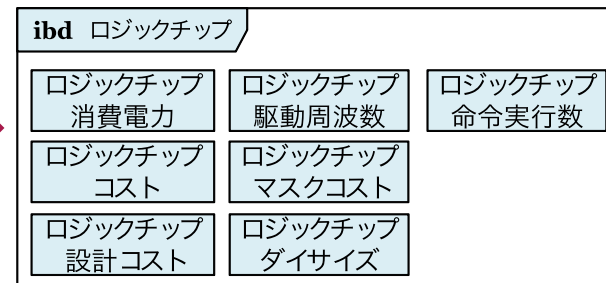 ibd ロジックチップ
ロジックチップ
消費電力
ロジックチップ
駆動周波数
ロジックチップ
命令実行数
ロジックチップ
コスト
ロジックチップ
マスクコスト
ロジックチップ
設計コスト
ロジックチップ
ダイサイズ